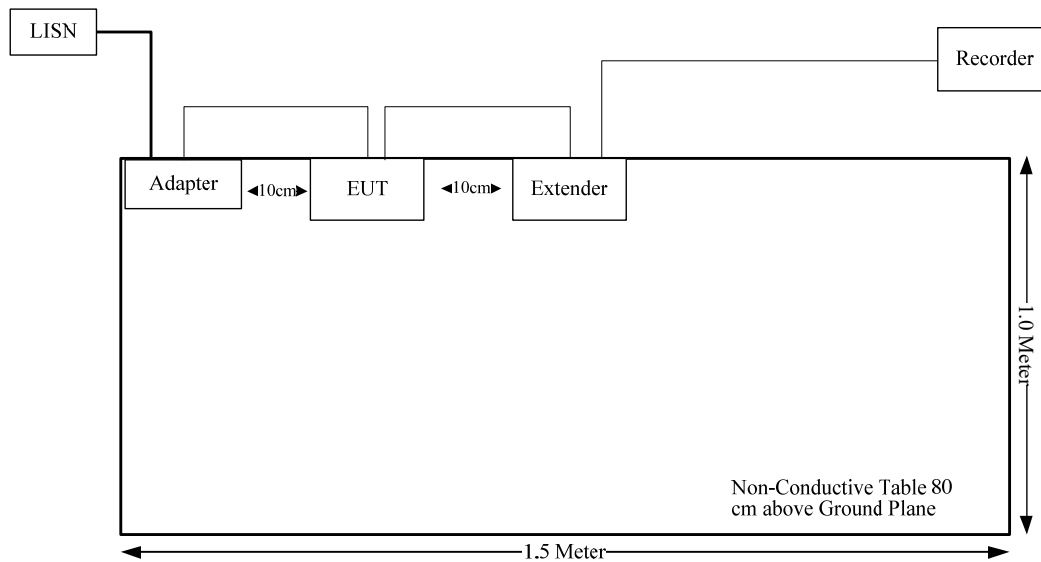 LISN
Recorder
Adapter
10cm
EUT
10cm
Extender
1.0 Meter
Non-Conductive Table 80
cm above Ground Plane
1.5 Meter